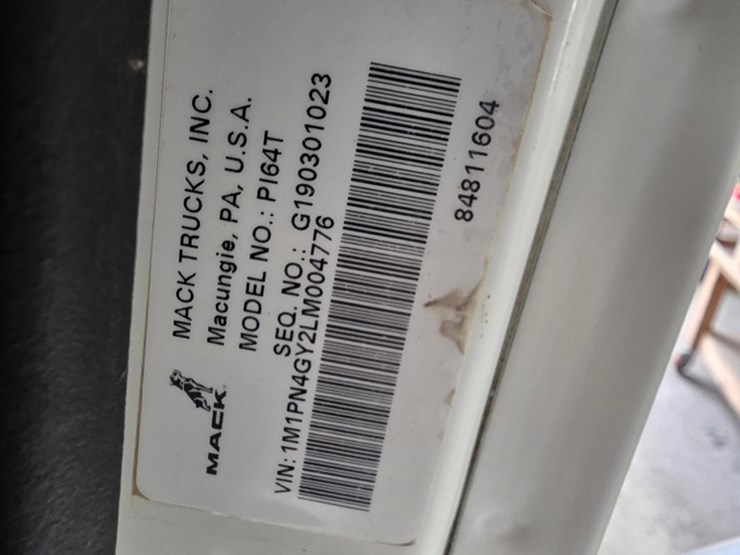 MACK
MACK TRUCKS, INC.
Macungie, PA, U.S.A.
MODEL NO.: PI64T
SEQ. NO.: G190301023
VIN: 1M1PN4GY2LM004776
84811604